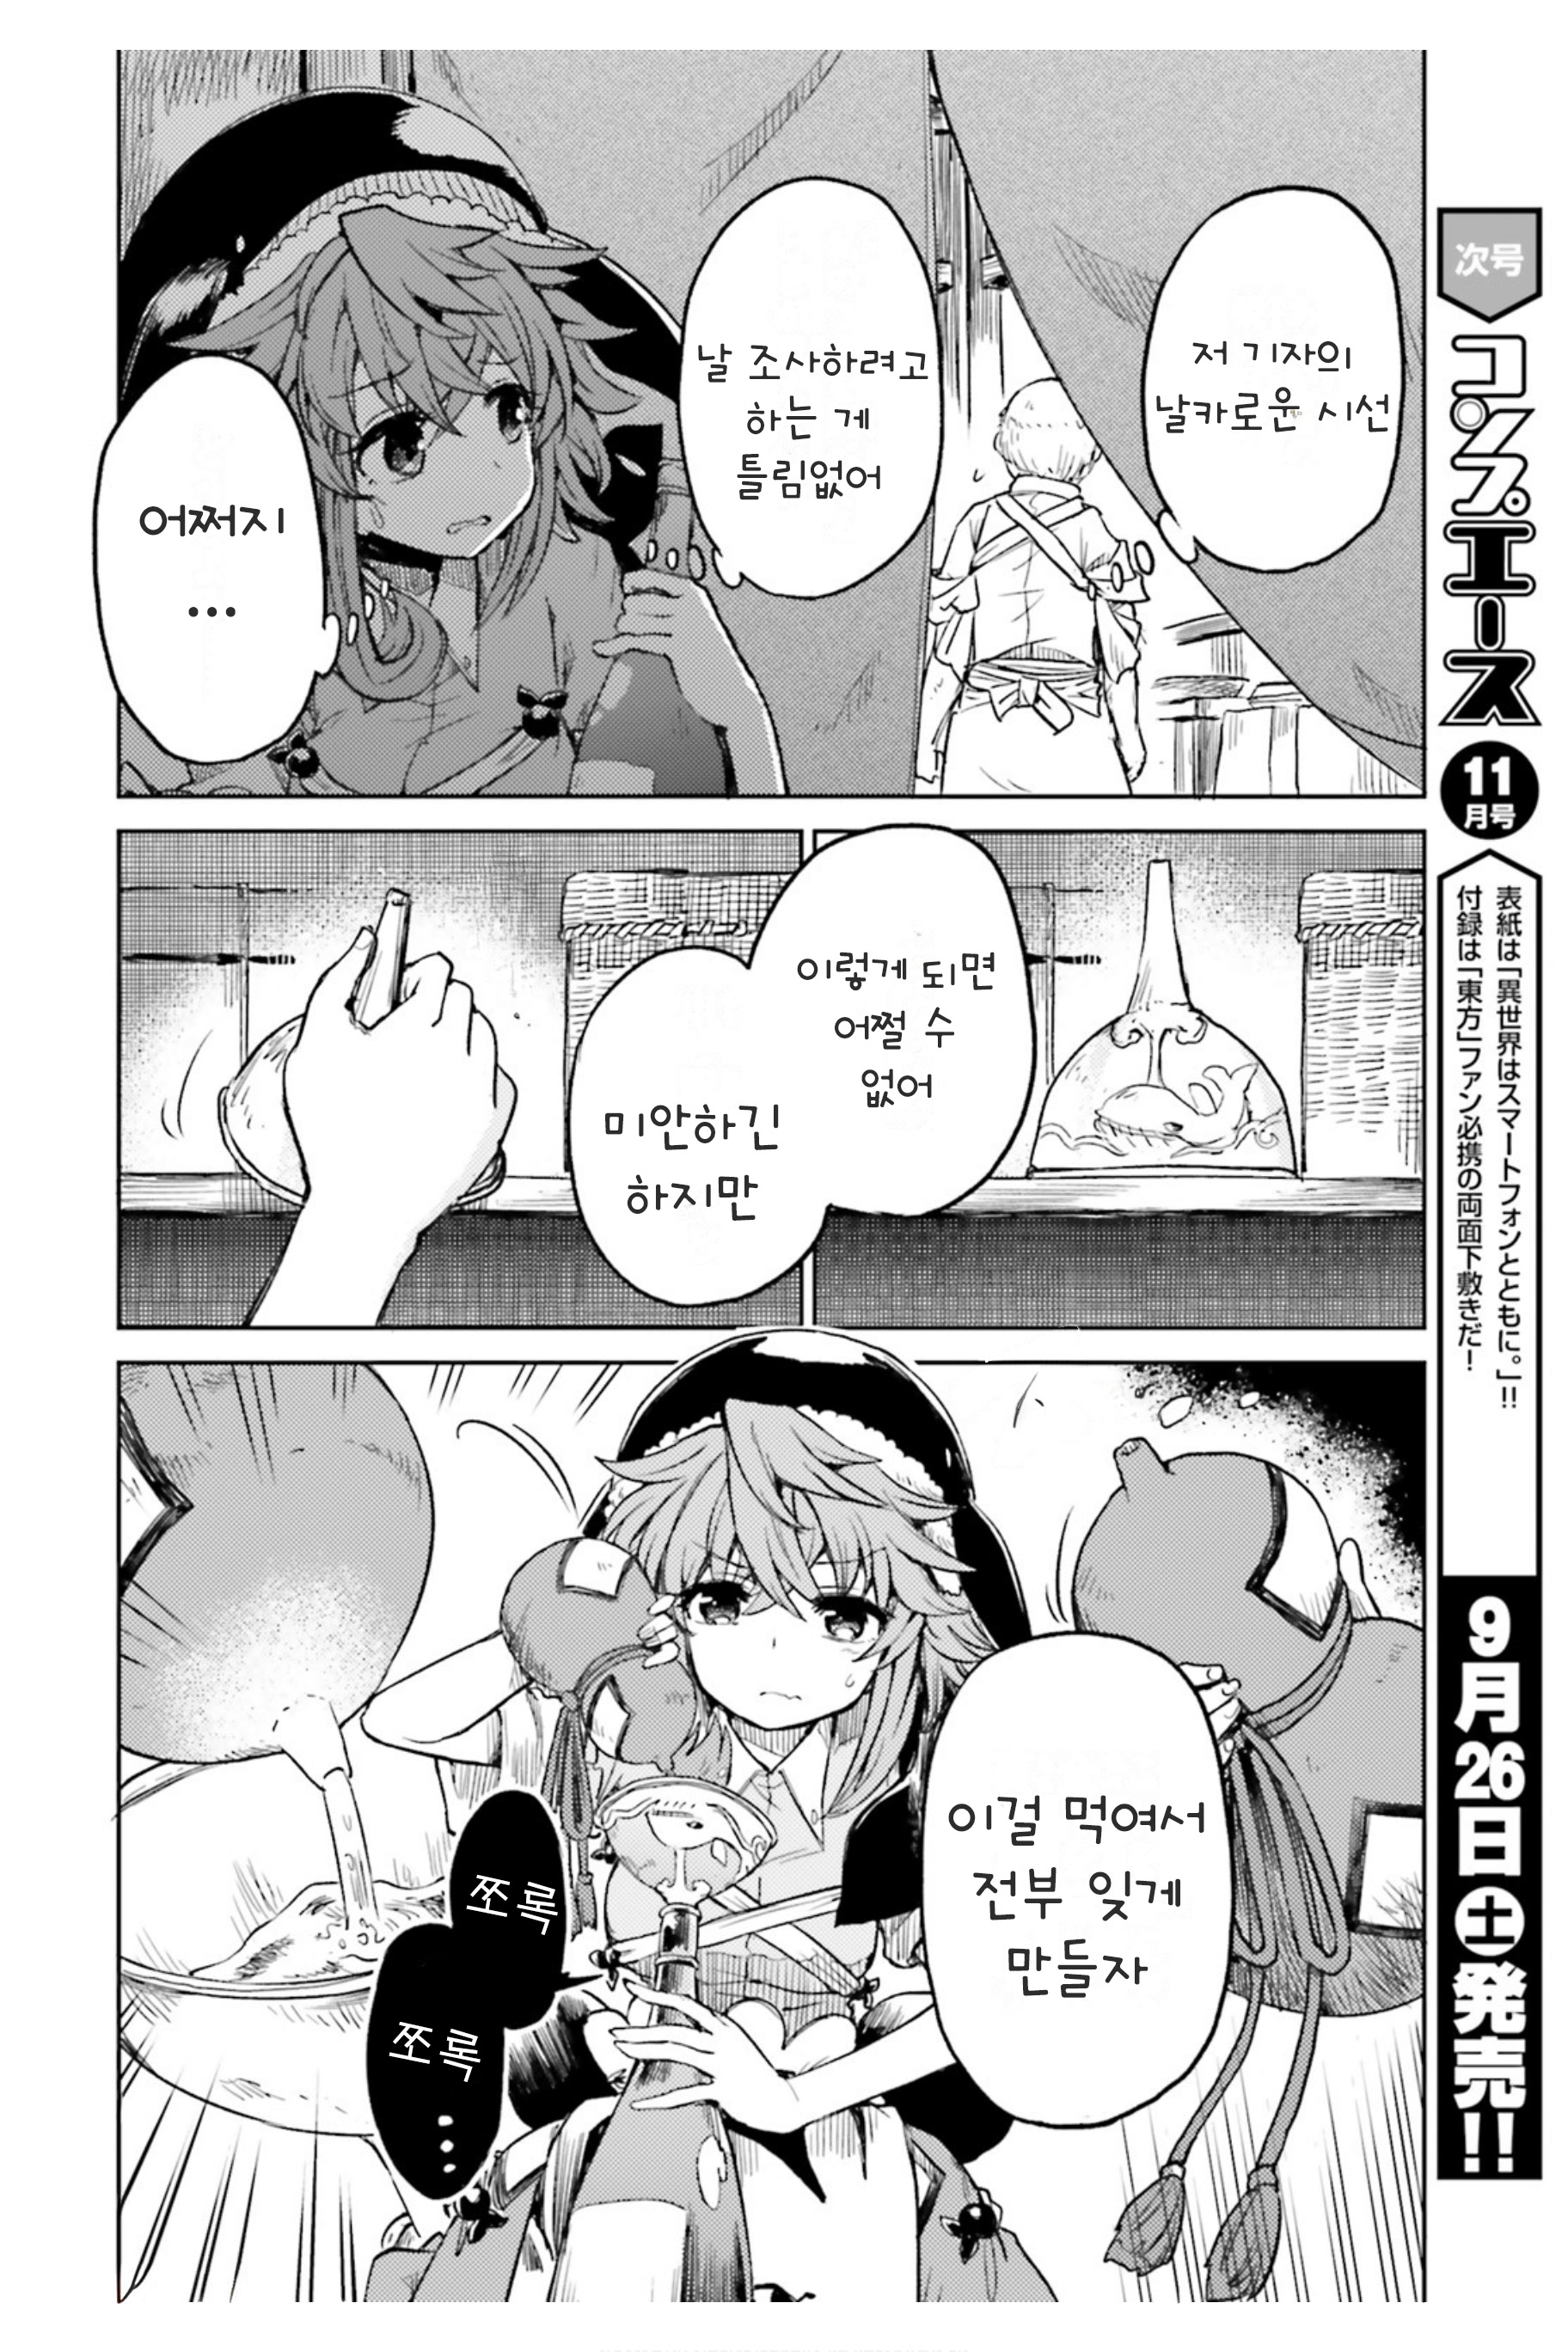 저 기자의
날카로운 시선
날 조사하려고
하는 게
틀림없어
어쩌지
...
이렇게 되면
어쩔 수
없어
미안하긴
하지만
이걸 먹여서
전부 잊게
만들자
쪼록
쪼록
...
次号
コンプエース
11
月号
表紙は「異世界はスマートフォンとともに。」!!
付録は「東方」ファン必携の両面下敷きだ!
9月26日土発売!!